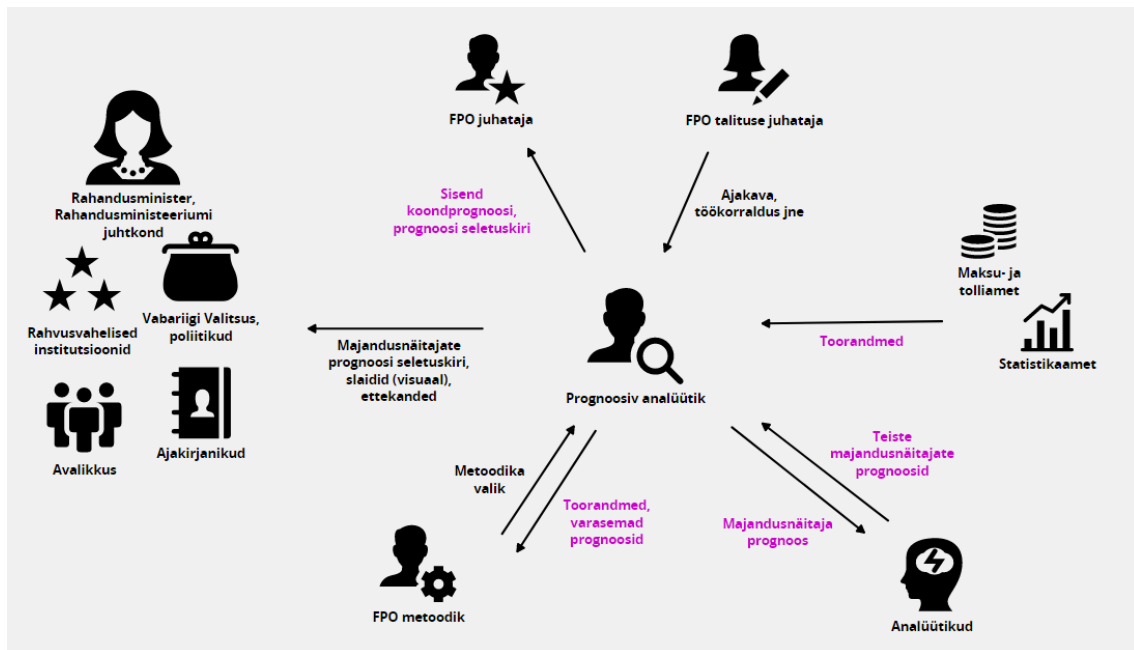 FPO juhataja
FPO talituse juhataja
Rahandusminister,
Rahandusministeeriumi
juhtkond
Sisend
koondprognoosi,
prognoosi seletuskiri
Ajakava,
töökorraldus jne
Maksu- ja
tolliamet
Rahvusvahelised
institutsioonid
Vabariigi Valitsus,
poliitikud
Majandusnäitajate
prognoosi seletuskiri,
slaidid (visuaal),
ettekanded
Toorandmed
Statistikaamet
Prognoosiv analüütik
Avalikkus
Ajakirjanikud
Metoodika
valik
Toorandmed,
varasemad
prognoosid
Teiste
majandusnäitajate
prognoosid
Majandusnäitaja
prognoos
FPO metoodik
Analüütikud